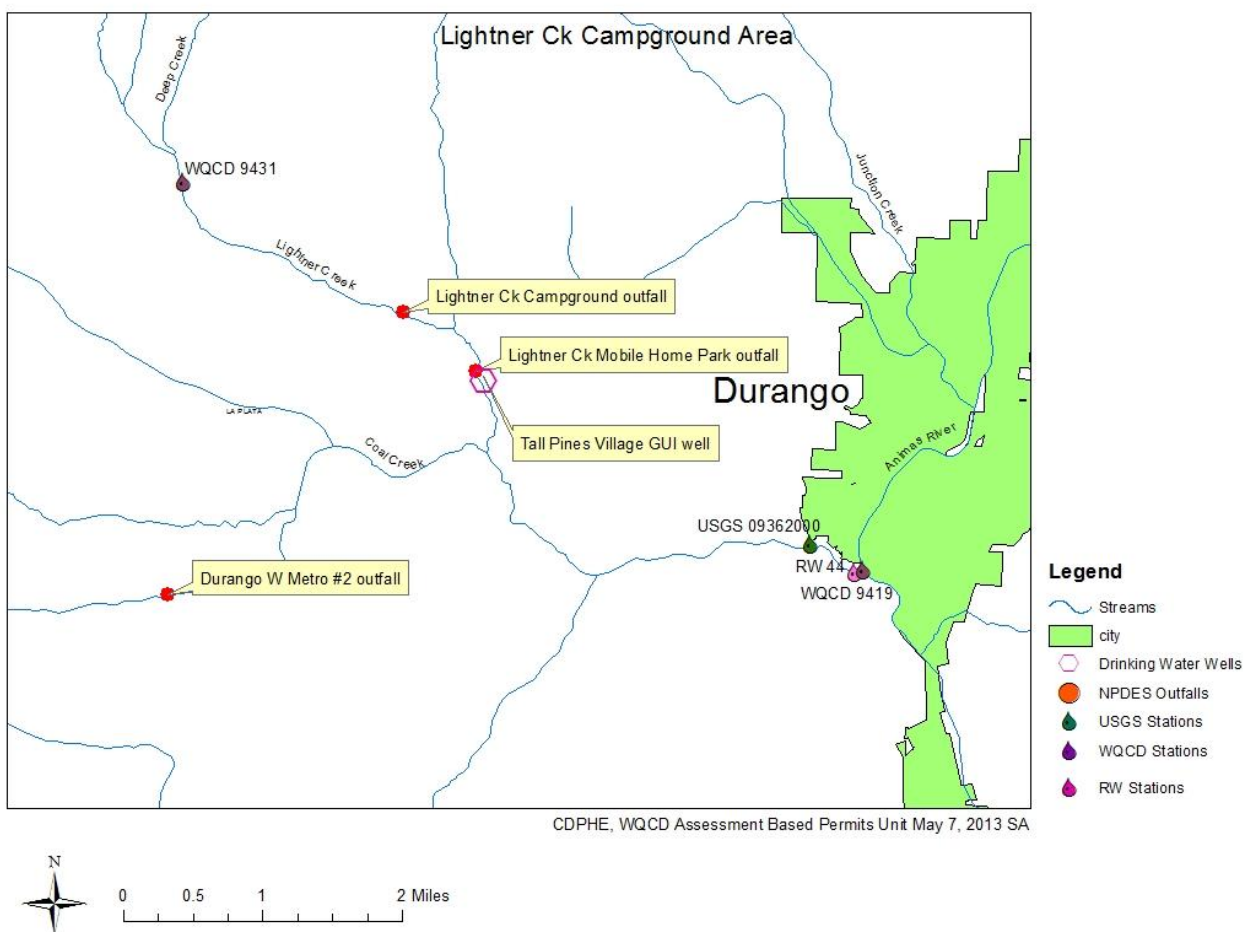 Lightner Ck Campground Area
Deep Creek
WQCD 9431
Junction Creek
Lightner Creek
Lightner Ck Campground outfall
Lightner Ck Mobile Home Park outfall
Durango
LA PLATA
Coal Creek
Tall Pines Village GUI well
Animas River
USGS 09362000
RW 44
WQCD 9419
Durango W Metro #2 outfall
Legend
Streams
city
Drinking Water Wells
NPDES Outfalls
USGS Stations
WQCD Stations
RW Stations
CDPHE, WQCD Assessment Based Permits Unit May 7, 2013 SA
N
0 0.5 1 2 Miles